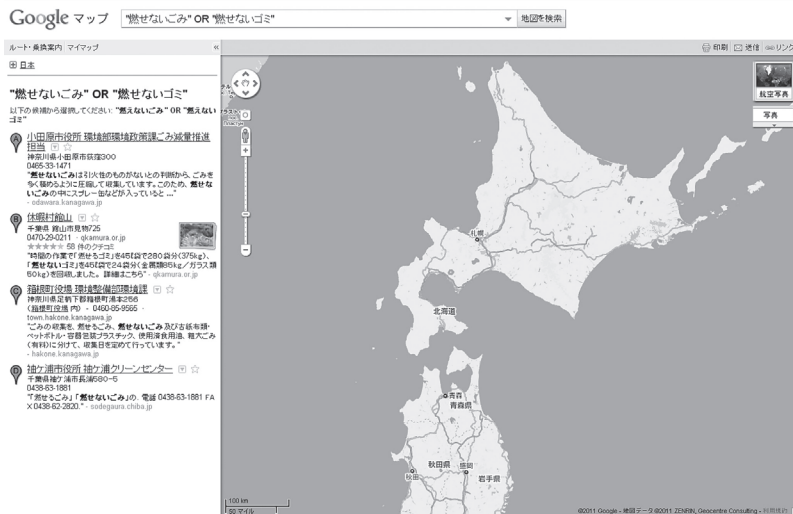 Google マップ
"燃せないごみ" OR "燃せないゴミ"
地図を検索
ルート・乗換案内 マイマップ
«
印刷 送信 リンク
日本
"燃せないごみ" OR "燃せないゴミ"
以下の候補から選択してください: "燃えないごみ" OR "燃えない
ゴミ"
A
小田原市役所 環境部環境政策課ごみ減量推進
担当
神奈川県小田原市荻窪300
0465-33-1471
"燃せないごみは引火性のものがないとの判断から、ごみを
多く積めるように圧縮して収集しています。このため、燃せな
いごみの中にスプレー缶などが入っていると ..."
- odawara.kanagawa.jp
B
休暇村館山
千葉県 館山市見物725
0470-29-0211 - qkamura.or.jp
★★★★★ 58 件のクチコミ
"時間の作業で「燃せるゴミ」を45ℓ袋で280袋分(375kg)、
「燃せないゴミ」を45ℓ袋で24袋分(金属類85kg/ガラス類
50kg)を回収しました。 詳細はこちら" - qkamura.or.jp
C
箱根町役場 環境整備部環境課
神奈川県足柄下郡箱根町湯本256
(箱根町役場 内) - 0460-85-9565 -
town.hakone.kanagawa.jp
"ごみの収集を、燃せるごみ、燃せないごみ及び古紙布類・
ペットボトル・容器包装プラスチック、使用済食用油、粗大ごみ
(有料)に分けて、収集日を定めて行っています。"
- hakone.kanagawa.jp
D
袖ケ浦市役所 袖ケ浦クリーンセンター
千葉県袖ケ浦市長浦580-5
0438-63-1881
"「燃せるごみ」「燃せないごみ」の. 電話 0438-63-1881 FA
X 0438-62-2820." - sodegaura.chiba.jp
航空写真
写真
札幌
北海道
青森
青森県
秋田県
盛岡
秋田
岩手県
100 km
50 マイル
©2011 Google - 地図データ ©2011 ZENRIN, Geocentre Consulting - 利用規約